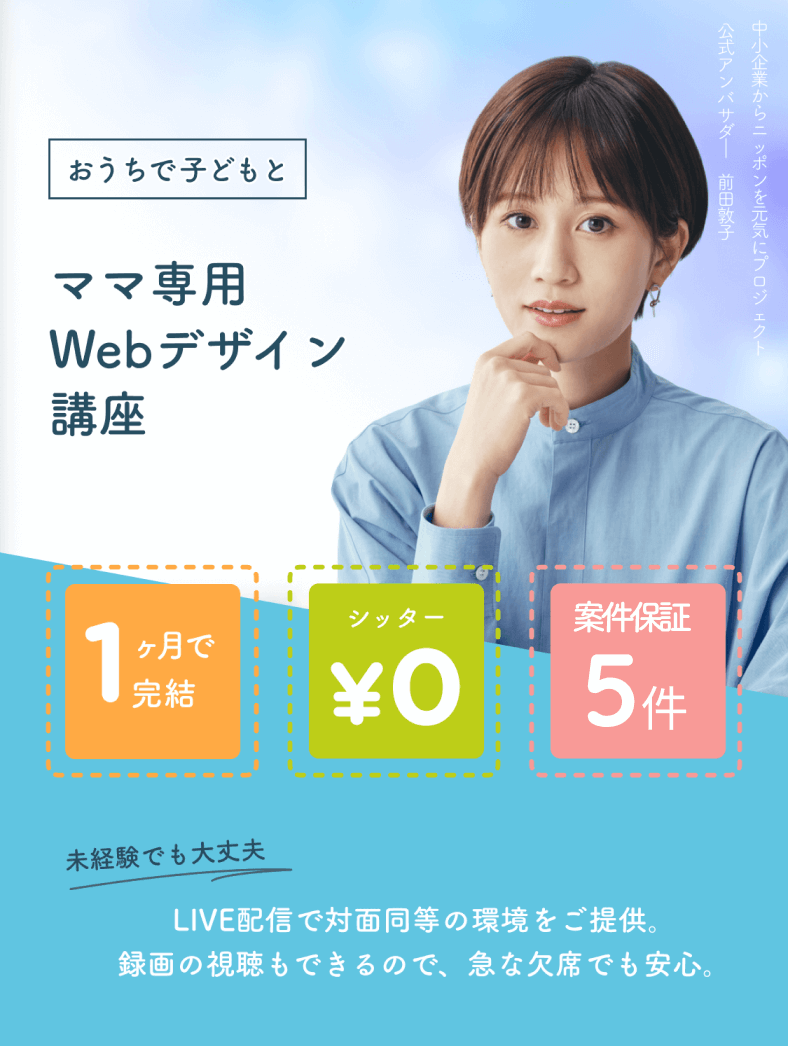 中小企業からニッポンを元気にプロジェクト
公式アンバサダー 前田敦子
おうちで子どもと
ママ専用
Webデザイン
講座
1ヶ月で
完結
シッター
¥0
案件保証
5件
未経験でも大丈夫
LIVE配信で対面同等の環境をご提供。
録画の視聴もできるので、急な欠席でも安心。